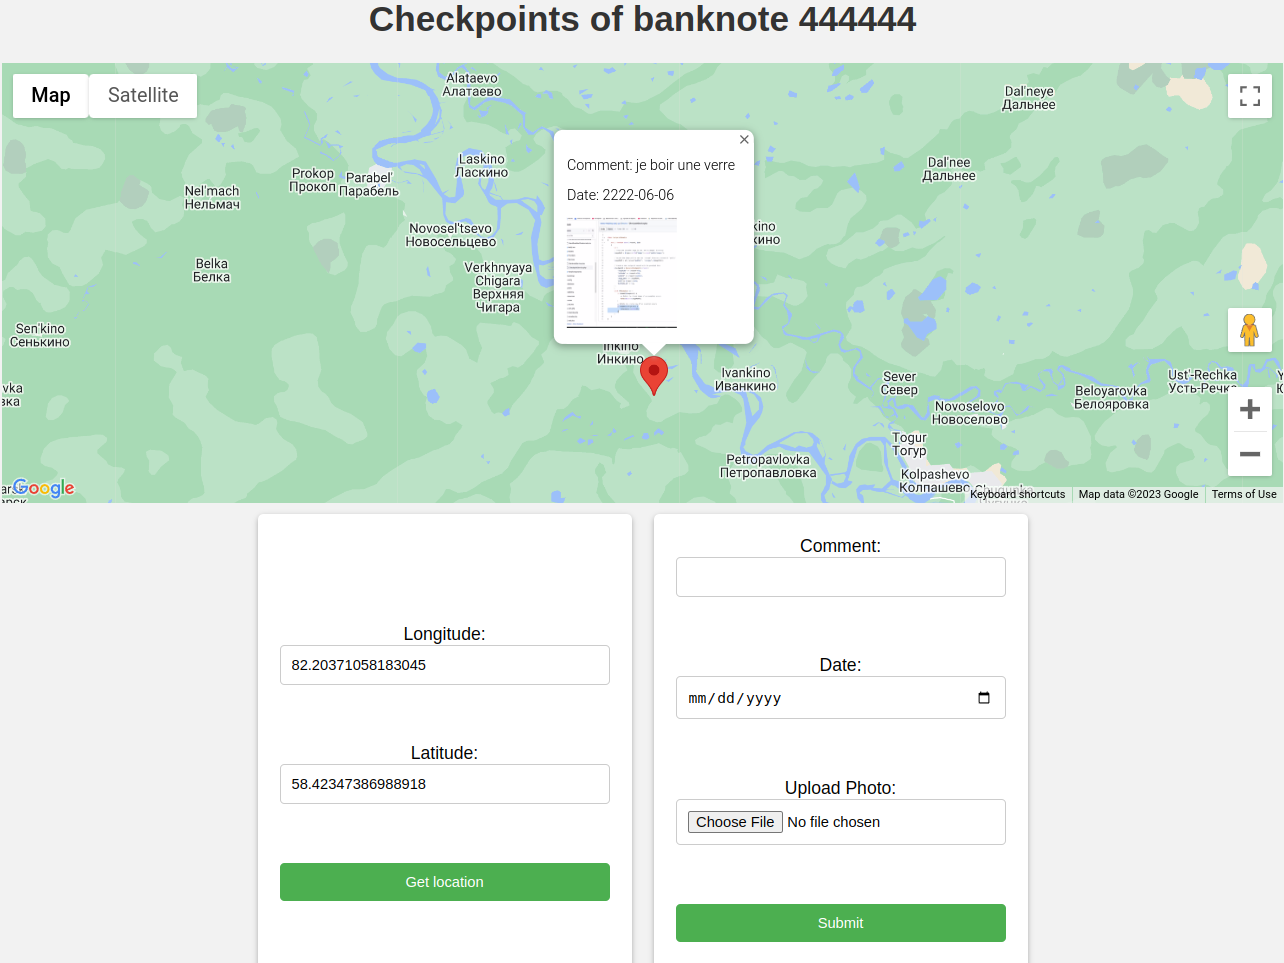 Checkpoints of banknote 444444
Map
Satellite
Alataevo
Алатаево
Dal'neye
Дальнее
Comment: je boir une verre
Date: 2222-06-06
Laskino
Ласкино
Dal'nee
Дальнее
Prokop
Прокоп
Parabel'
Парабель
Nel'mach
Нельмач
Novosel'tsevo
Новосельцево
kino
кино
Belka
Белка
Verkhnyaya
Chigara
Верхняя
Чигара
Sen'kino
Сенькино
Inkino
Инкино
Ivankino
Иванкино
Sever
Север
Ust'-Rechka
Усть-Речка
vka
вка
Beloyarovka
Белояровка
Novoselovo
Новоселово
Togur
Тогур
Petropavlovka
Петропавловка
Kolpashevo
Колпашево
Google
Keyboard shortcuts
Map data ©2023 Google
Terms of Use
Longitude:
82.20371058183045
Latitude:
58.42347386988918
Get location
Comment:
Date:
mm/dd/yyyy
Upload Photo:
Choose File No file chosen
Submit